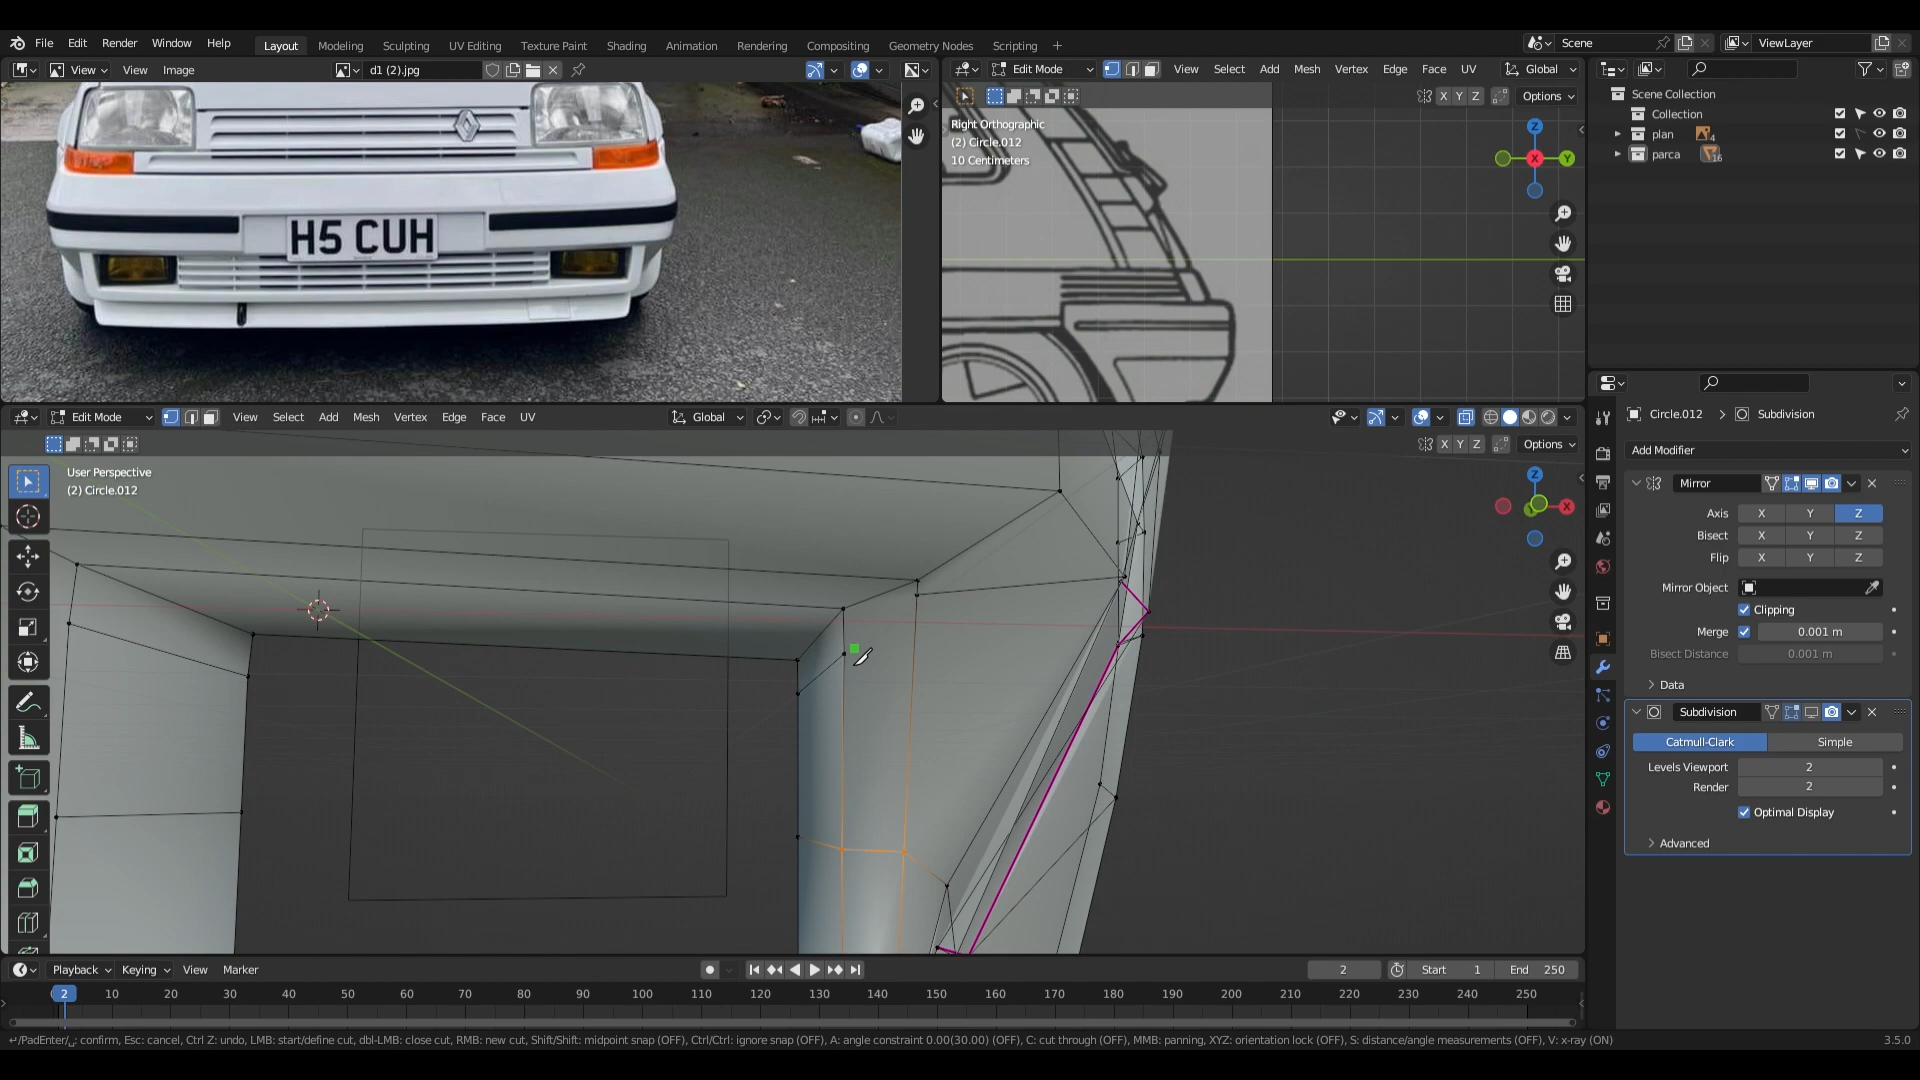 File Edit Render Window Help Layout Modeling Sculpting UV Editing Texture Paint Shading Animation Rendering Compositing Geometry Nodes Scripting + Scene ViewLayer
View View Image d1 (2).jpg Edit Mode View Select Add Mesh Vertex Edge Face UV Global
X Y Z Options
Scene Collection
Collection
plan 4
parca 16
Right Orthographic
(2) Circle.012
10 Centimeters
Z
X
Y
H5 CUH
Edit Mode View Select Add Mesh Vertex Edge Face UV Global
X Y Z Options
User Perspective
(2) Circle.012
Z
X
Y
Circle.012 > Subdivision
Add Modifier
Mirror
Axis X Y Z
Bisect X Y Z
Flip X Y Z
Mirror Object
Clipping
Merge 0.001 m
Bisect Distance 0.001 m
Data
Subdivision
Catmull-Clark Simple
Levels Viewport 2
Render 2
Optimal Display
Advanced
Playback Keying View Marker 2 Start 1 End 250
2 10 20 30 40 50 60 70 80 90 100 110 120 130 140 150 160 170 180 190 200 210 220 230 240 250
↵/PadEnter/␣: confirm, Esc: cancel, Ctrl Z: undo, LMB: start/define cut, dbl-LMB: close cut, RMB: new cut, Shift/Shift: midpoint snap (OFF), Ctrl/Ctrl: ignore snap (OFF), A: angle constraint 0.00(30.00) (OFF), C: cut through (OFF), MMB: panning, XYZ: orientation lock (OFF), S: distance/angle measurements (OFF), V: x-ray (ON) 3.5.0